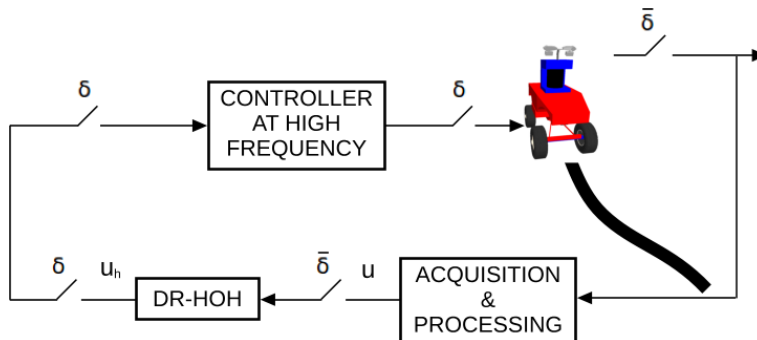 δ̄
δ
CONTROLLER
AT HIGH
FREQUENCY
δ
δ
uₕ
DR-HOH
δ̄
u
ACQUISITION
&
PROCESSING